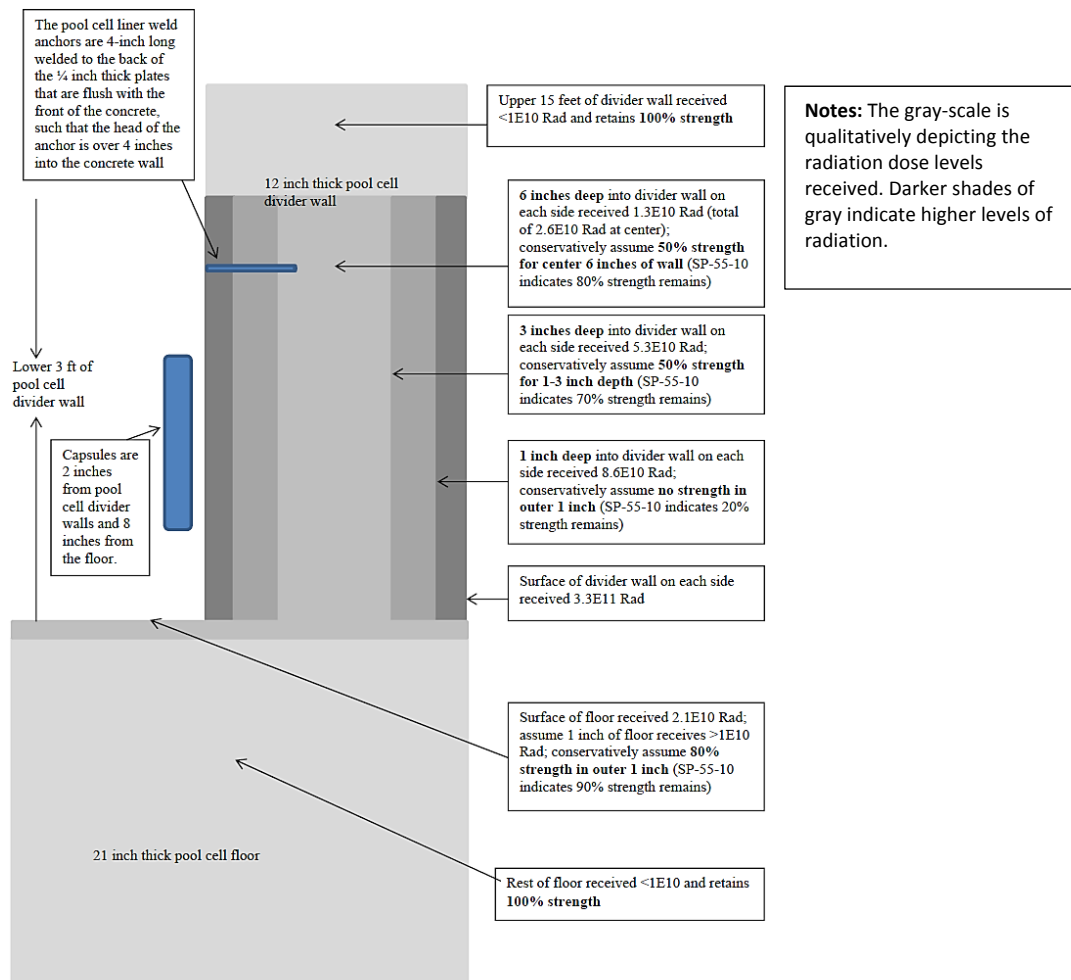 The pool cell liner weld
anchors are 4-inch long
welded to the back of
the ¼ inch thick plates
that are flush with the
front of the concrete,
such that the head of the
anchor is over 4 inches
into the concrete wall
Upper 15 feet of divider wall received
<1E10 Rad and retains 100% strength
Notes: The gray-scale is
qualitatively depicting the
radiation dose levels
received. Darker shades of
gray indicate higher levels of
radiation.
12 inch thick pool cell
divider wall
6 inches deep into divider wall on
each side received 1.3E10 Rad (total
of 2.6E10 Rad at center);
conservatively assume 50% strength
for center 6 inches of wall (SP-55-10
indicates 80% strength remains)
3 inches deep into divider wall on
each side received 5.3E10 Rad;
conservatively assume 50% strength
for 1-3 inch depth (SP-55-10
indicates 70% strength remains)
Lower 3 ft of
pool cell
divider wall
Capsules are
2 inches
from pool
cell divider
walls and 8
inches from
the floor.
1 inch deep into divider wall on each
side received 8.6E10 Rad;
conservatively assume no strength in
outer 1 inch (SP-55-10 indicates 20%
strength remains)
Surface of divider wall on each side
received 3.3E11 Rad
Surface of floor received 2.1E10 Rad;
assume 1 inch of floor receives >1E10
Rad; conservatively assume 80%
strength in outer 1 inch (SP-55-10
indicates 90% strength remains)
21 inch thick pool cell floor
Rest of floor received <1E10 and retains
100% strength